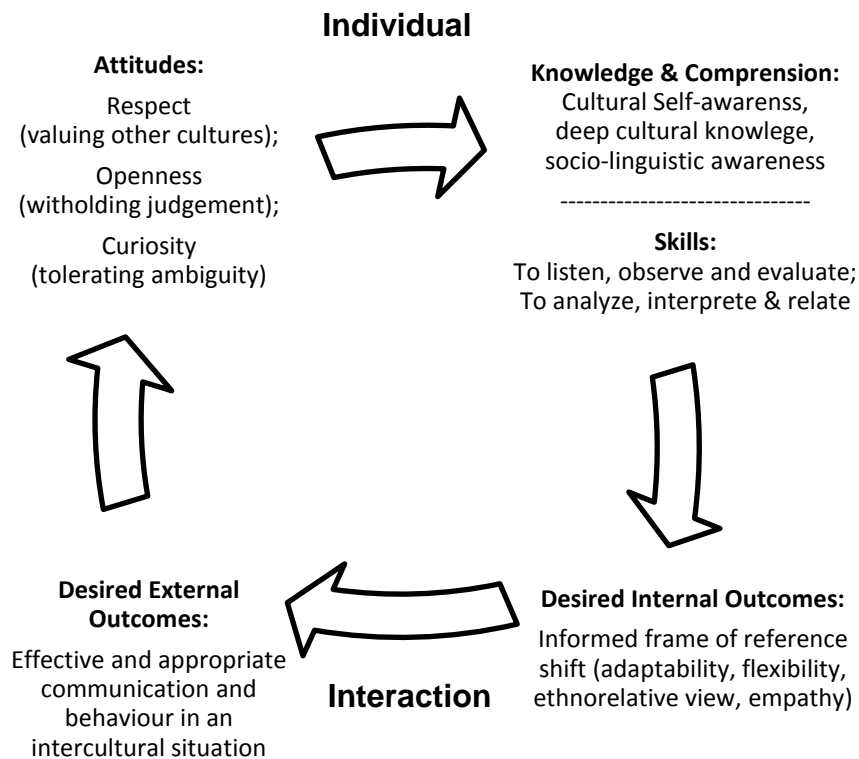 Individual
Attitudes:
Respect
(valuing other cultures);
Openness
(witholding judgement);
Curiosity
(tolerating ambiguity)
Knowledge & Comprension:
Cultural Self-awarenss,
deep cultural knowlege,
socio-linguistic awareness
-------------------------------
Skills:
To listen, observe and evaluate;
To analyze, interprete & relate
Desired External
Outcomes:
Effective and appropriate
communication and
behaviour in an
intercultural situation
Interaction
Desired Internal Outcomes:
Informed frame of reference
shift (adaptability, flexibility,
ethnorelative view, empathy)